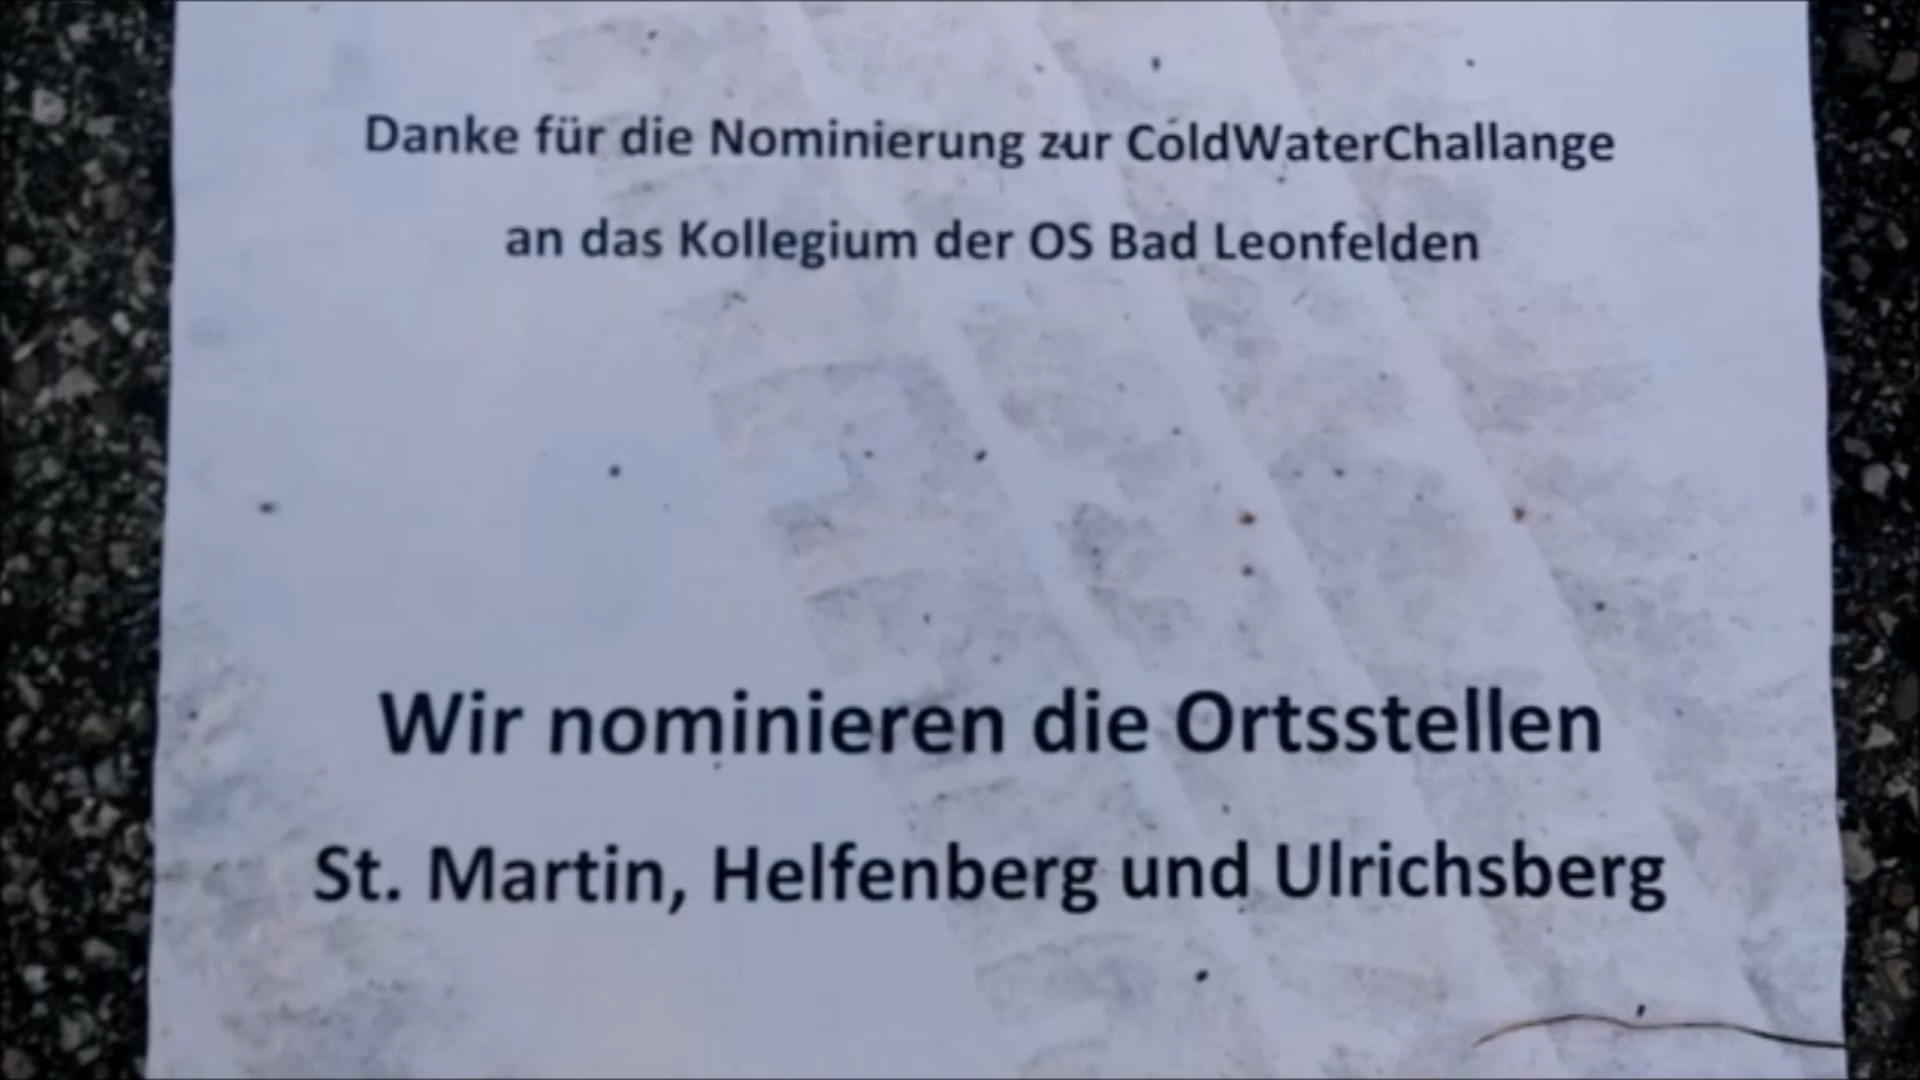 Danke für die Nominierung zur ColdWaterChallange
an das Kollegium der OS Bad Leonfelden
Wir nominieren die Ortsstellen
St. Martin, Helfenberg und Ulrichsberg